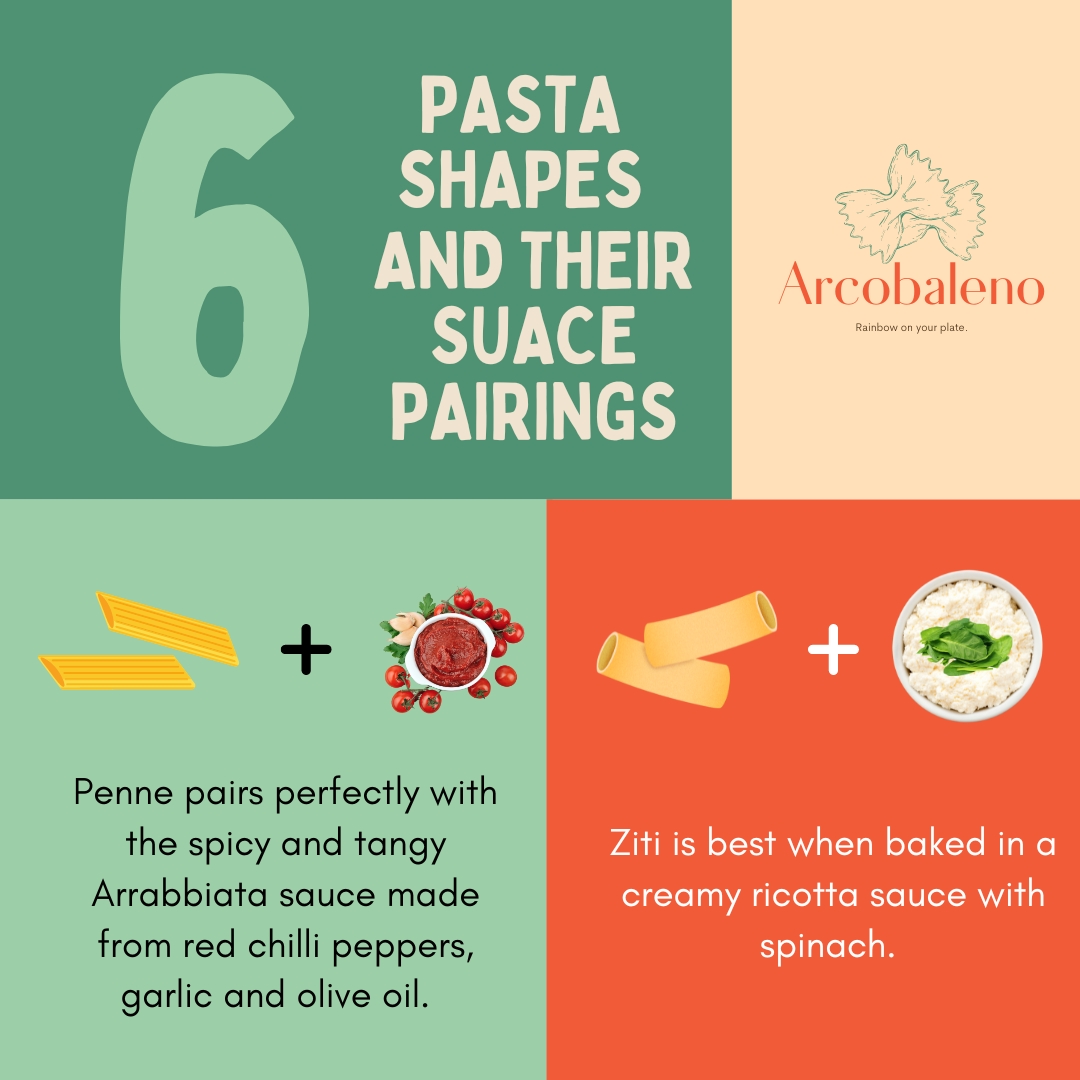 6
PASTA
SHAPES
AND THEIR
SUACE
PAIRINGS
Arcobaleno
Rainbow on your plate.
Penne pairs perfectly with
the spicy and tangy
Arrabbiata sauce made
from red chilli peppers,
garlic and olive oil.
Ziti is best when baked in a
creamy ricotta sauce with
spinach.